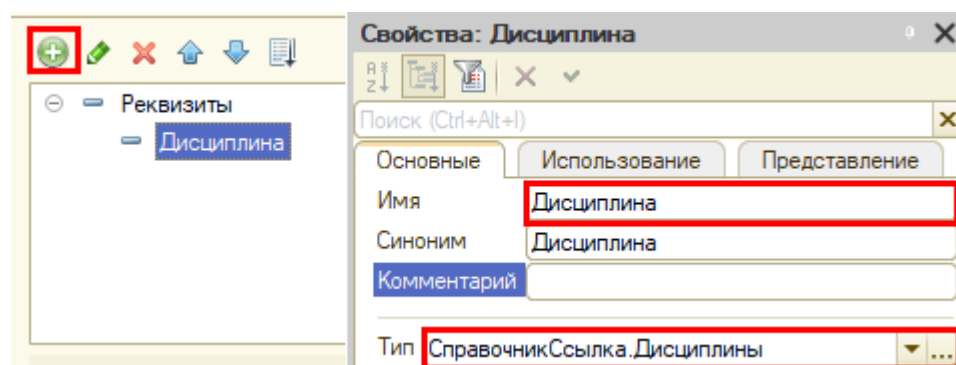 Реквизиты
Дисциплина
Свойства: Дисциплина
Поиск (Ctrl+Alt+I)
Основные Использование Представление
Имя Дисциплина
Синоним Дисциплина
Комментарий
Тип СправочникСсылка.Дисциплины ...